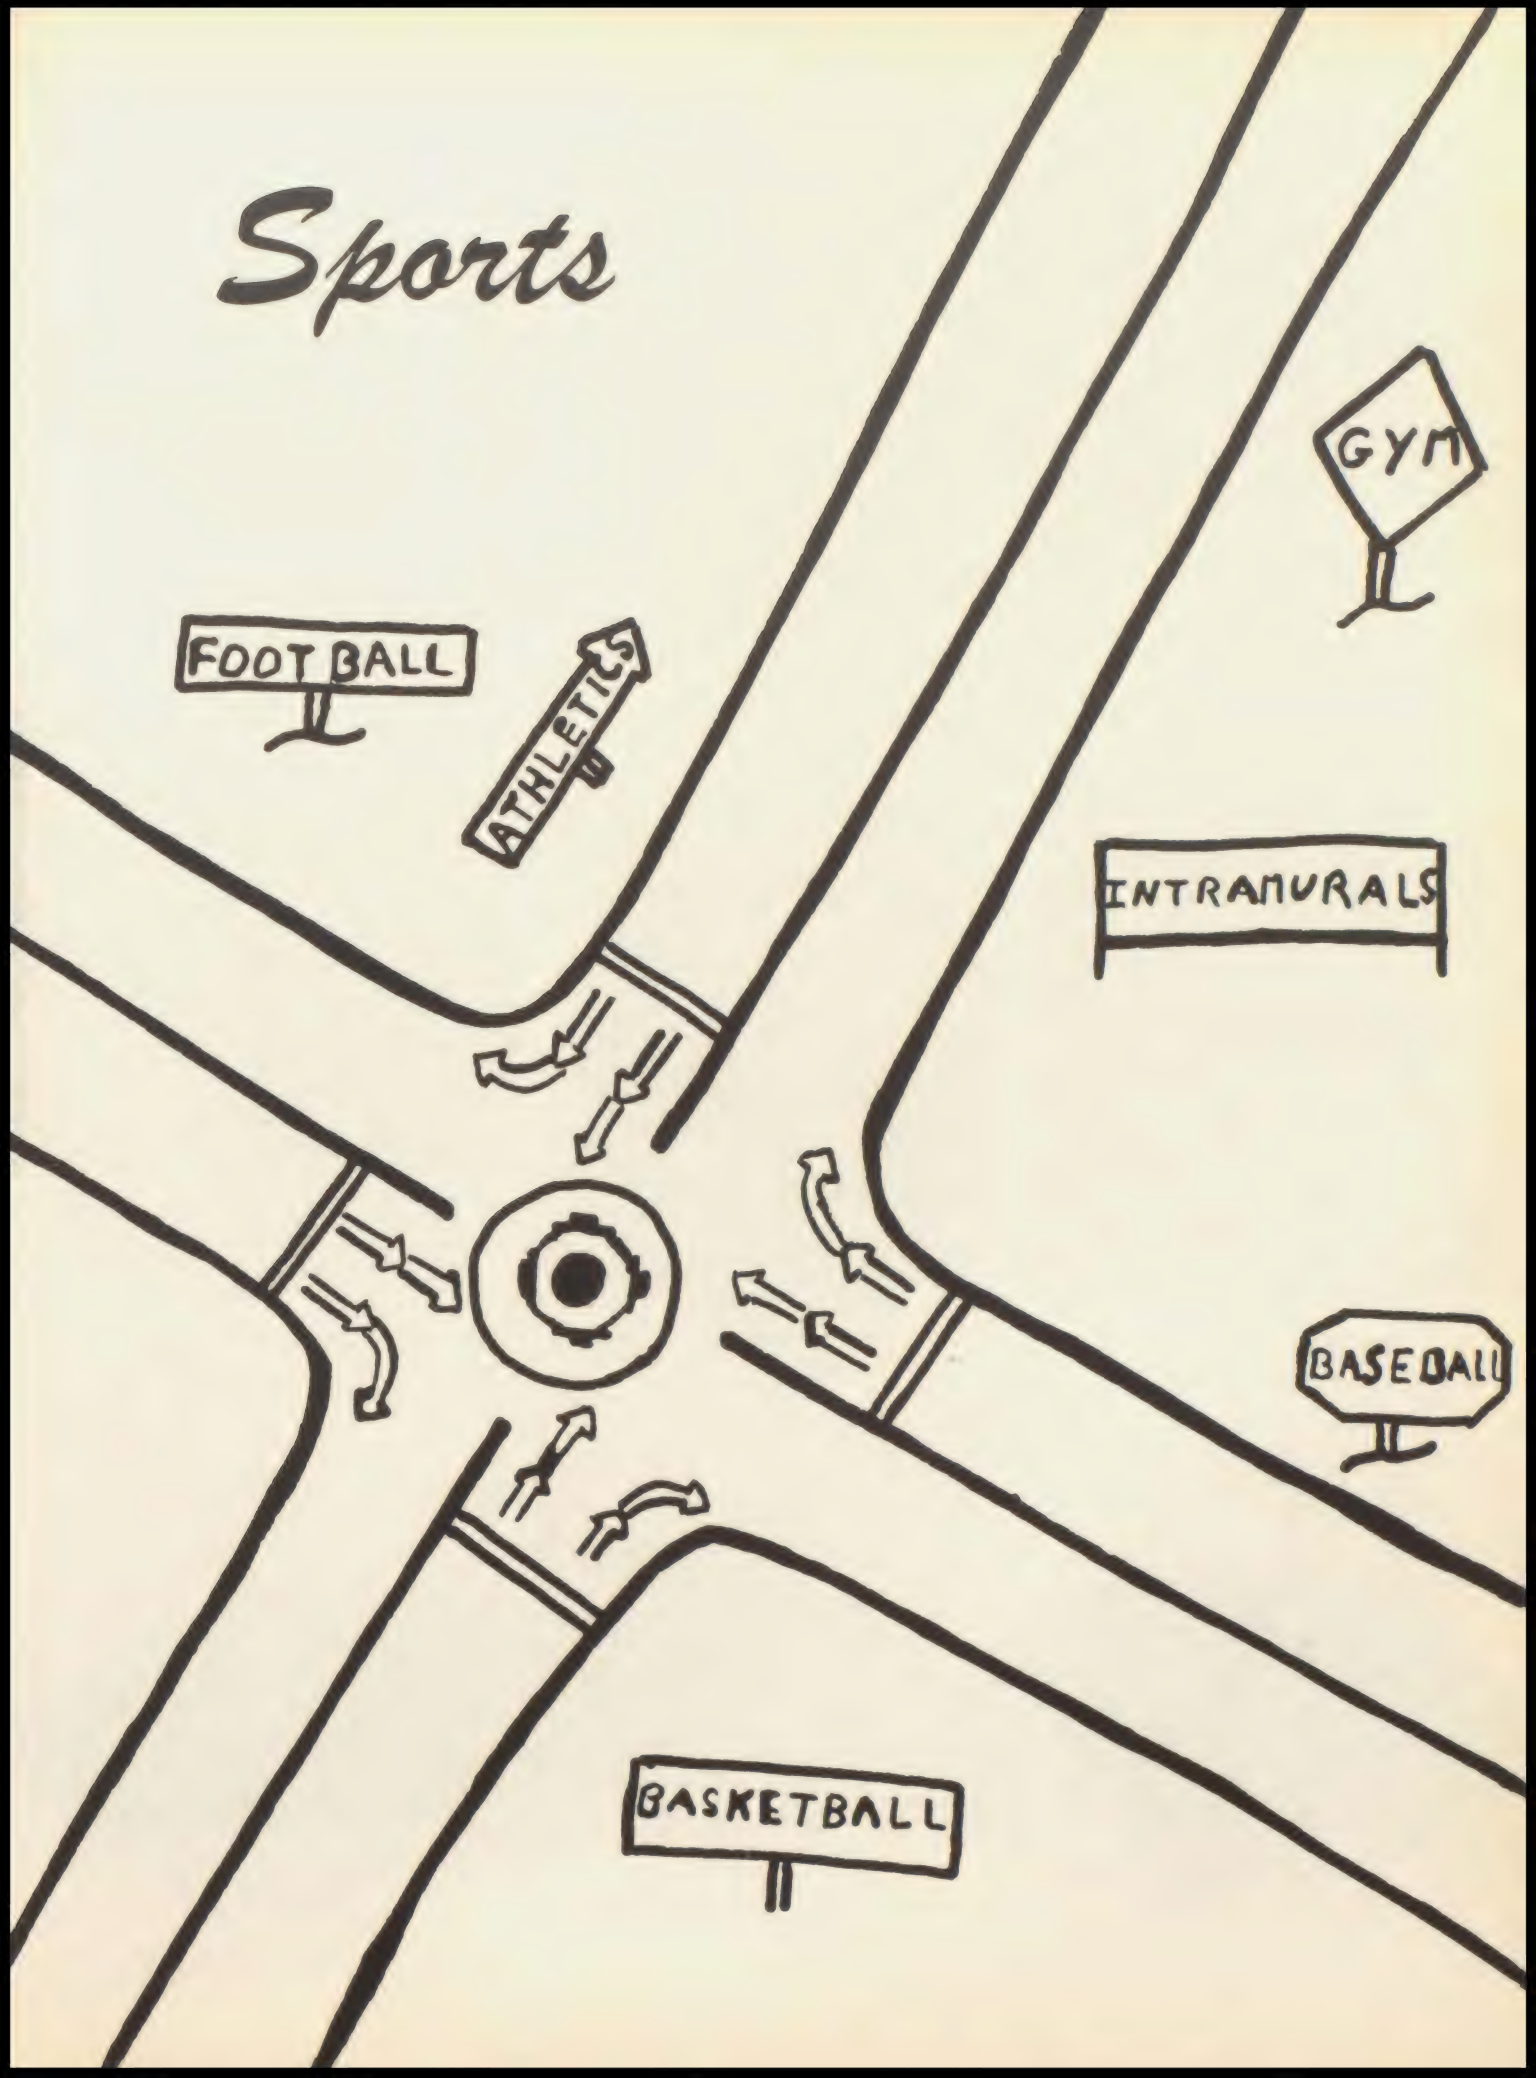 Sports
GYM
FOOTBALL
ATHLETICS
INTRAMURALS
BASEBALL
BASKETBALL